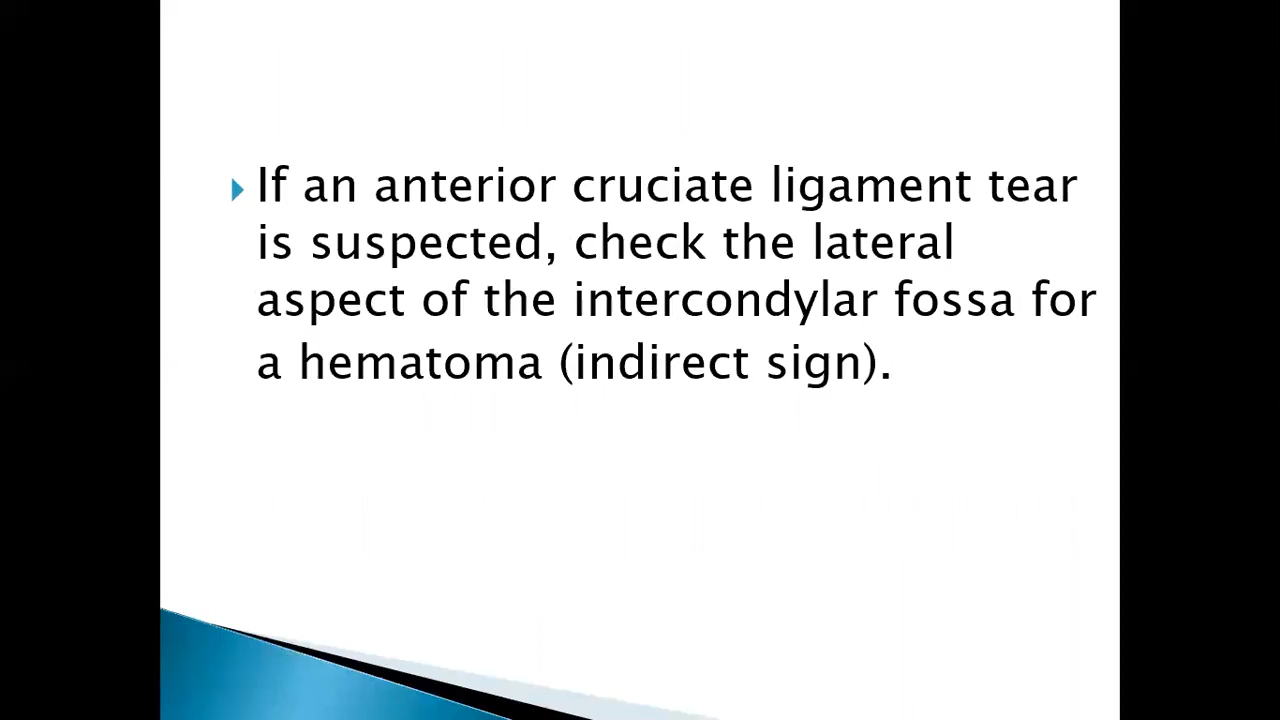 If an anterior cruciate ligament tear
is suspected, check the lateral
aspect of the intercondylar fossa for
a hematoma (indirect sign).